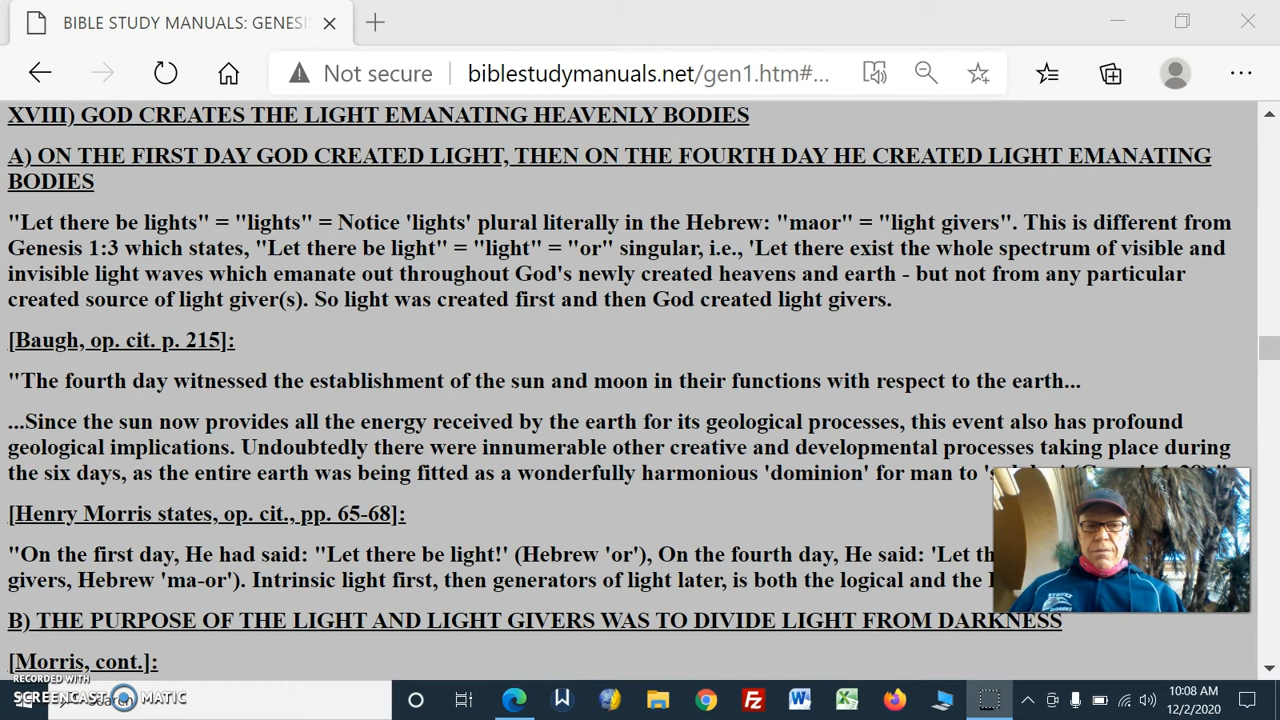 BIBLE STUDY MANUALS: GENESIS
Not secure
biblestudymanuals.net/gen1.htm#...
XVIII) GOD CREATES THE LIGHT EMANATING HEAVENLY BODIES
A) ON THE FIRST DAY GOD CREATED LIGHT, THEN ON THE FOURTH DAY HE CREATED LIGHT EMANATING
BODIES
"Let there be lights" = "lights" = Notice 'lights' plural literally in the Hebrew: "maor" = "light givers". This is different from
Genesis 1:3 which states, "Let there be light" = "light" = "or" singular, i.e., 'Let there exist the whole spectrum of visible and
invisible light waves which emanate out throughout God's newly created heavens and earth - but not from any particular
created source of light giver(s). So light was created first and then God created light givers.
[Baugh, op. cit. p. 215]:
"The fourth day witnessed the establishment of the sun and moon in their functions with respect to the earth...
...Since the sun now provides all the energy received by the earth for its geological processes, this event also has profound
geological implications. Undoubtedly there were innumerable other creative and developmental processes taking place during
the six days, as the entire earth was being fitted as a wonderfully harmonious 'dominion' for man to
[Henry Morris states, op. cit., pp. 65-68]:
"On the first day, He had said: "Let there be light!" (Hebrew 'or'), On the fourth day, He said: 'Let
givers, Hebrew 'ma-or'). Intrinsic light first, then generators of light later, is both the logical and the
B) THE PURPOSE OF THE LIGHT AND LIGHT GIVERS WAS TO DIVIDE LIGHT FROM DARKNESS
[Morris, cont.]:
RECORDED WITH
SCREENCAST MATIC
Search
10:08 AM
12/2/2020